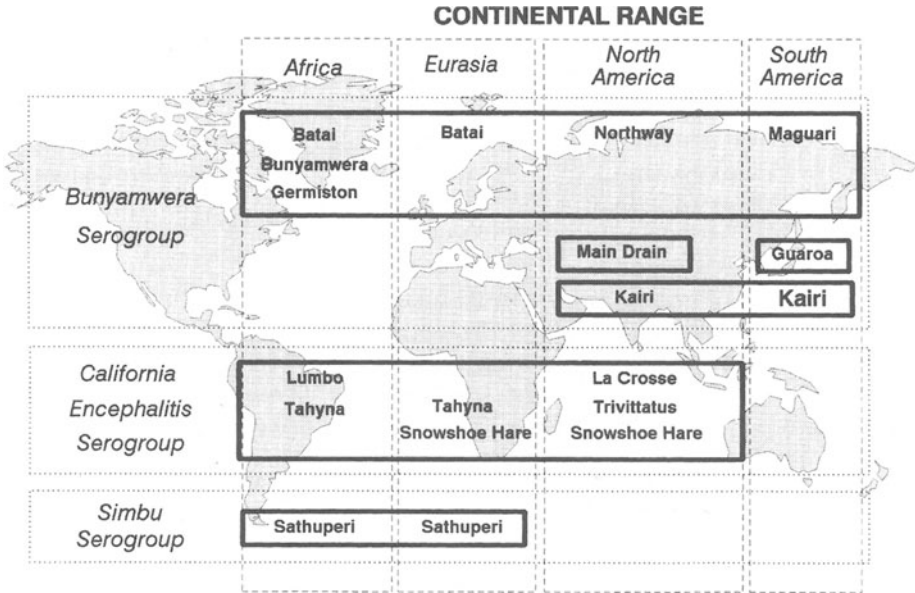 CONTINENTAL RANGE
Africa
Eurasia
North
America
South
America
Bunyamwera
Serogroup
Batai
Bunyamwera
Germiston
Batai
Northway
Maguari
Main Drain
Guaroa
Kairi
Kairi
California
Encephalitis
Serogroup
Lumbo
Tahyna
Tahyna
Snowshoe Hare
La Crosse
Trivittatus
Snowshoe Hare
Simbu
Serogroup
Sathuperi
Sathuperi